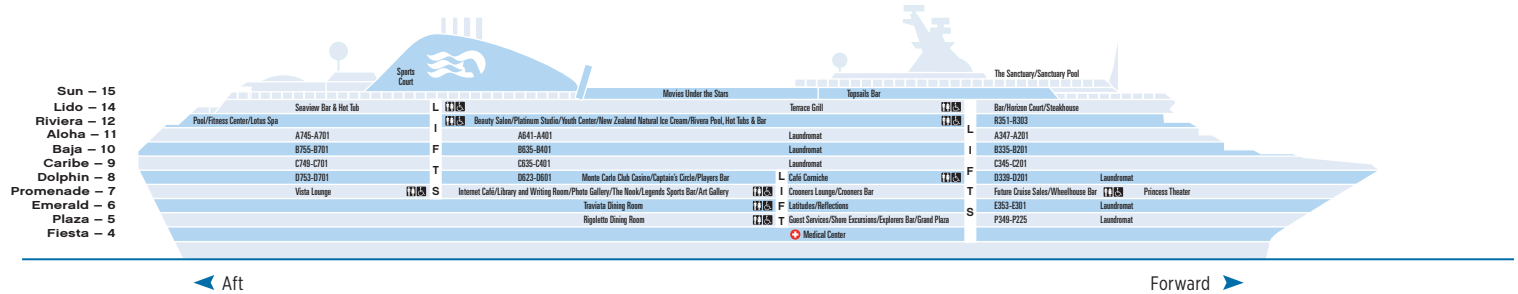 Sports
Court
The Sanctuary/Sanctuary Pool
Sun – 15 Movies Under the Stars Topsails Bar
Lido – 14 Seaview Bar & Hot Tub Terrace Grill Bar/Horizon Court/Steakhouse
Riviera – 12 Pool/Fitness Center/Lotus Spa Beauty Salon/Platinum Studio/Youth Center/New Zealand Natural Ice Cream/Rivera Pool, Hot Tubs & Bar R351-R303
Aloha – 11 A745-A701 A641-A401 Laundromat A347-A201
Baja – 10 B755-B701 B635-B401 Laundromat B335-B201
Caribe – 9 C749-C701 C635-C401 Laundromat C345-C201
Dolphin – 8 D753-D701 D623-D601 Monte Carlo Club Casino/Captain's Circle/Players Bar Café Corniche D339-D201 Laundromat
Promenade – 7 Vista Lounge Internet Café/Library and Writing Room/Photo Gallery/The Nook/Legends Sports Bar/Art Gallery Crooners Lounge/Crooners Bar Future Cruise Sales/Wheelhouse Bar Princess Theater
Emerald – 6 Traviata Dining Room Latitudes/Reflections E353-E301 Laundromat
Plaza – 5 Rigoletto Dining Room Guest Services/Shore Excursions/Explorers Bar/Grand Plaza P349-P225 Laundromat
Fiesta – 4 Medical Center
LIFTS
LIFT
LIFTS
Aft Forward